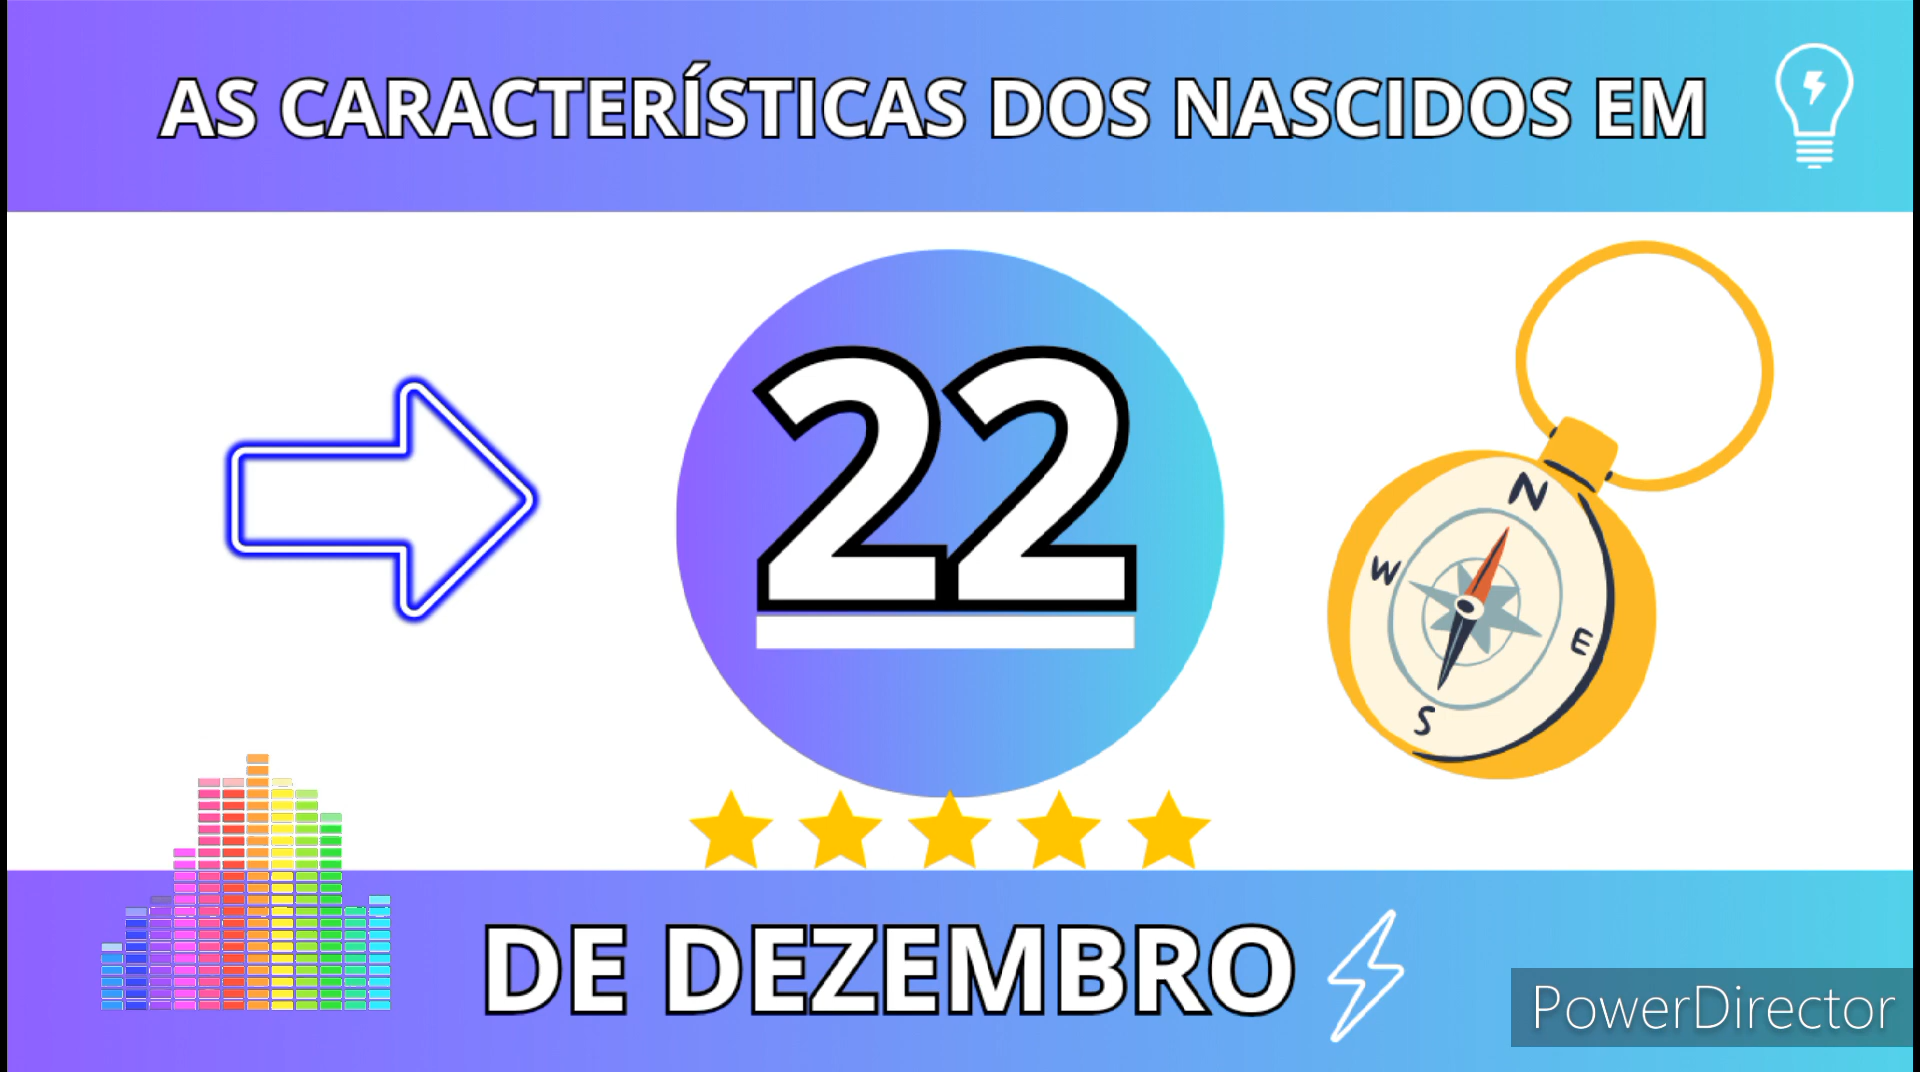 AS CARACTERÍSTICAS DOS NASCIDOS EM
22
N
W
E
S
DE DEZEMBRO
PowerDirector